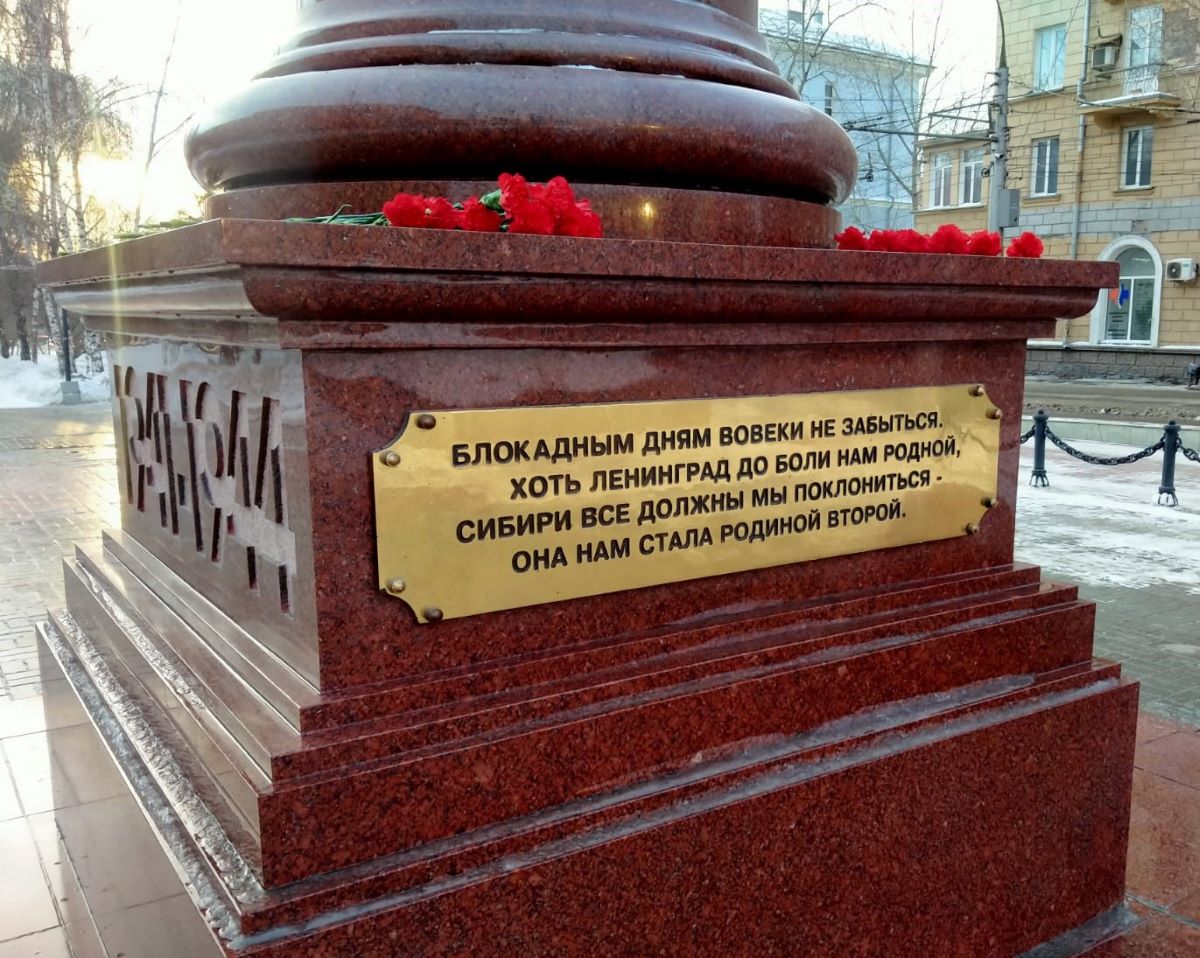 БЛОКАДНЫМ ДНЯМ ВОВЕКИ НЕ ЗАБЫТЬСЯ.
ХОТЬ ЛЕНИНГРАД ДО БОЛИ НАМ РОДНОЙ,
СИБИРИ ВСЕ ДОЛЖНЫ МЫ ПОКЛОНИТЬСЯ -
ОНА НАМ СТАЛА РОДИНОЙ ВТОРОЙ.